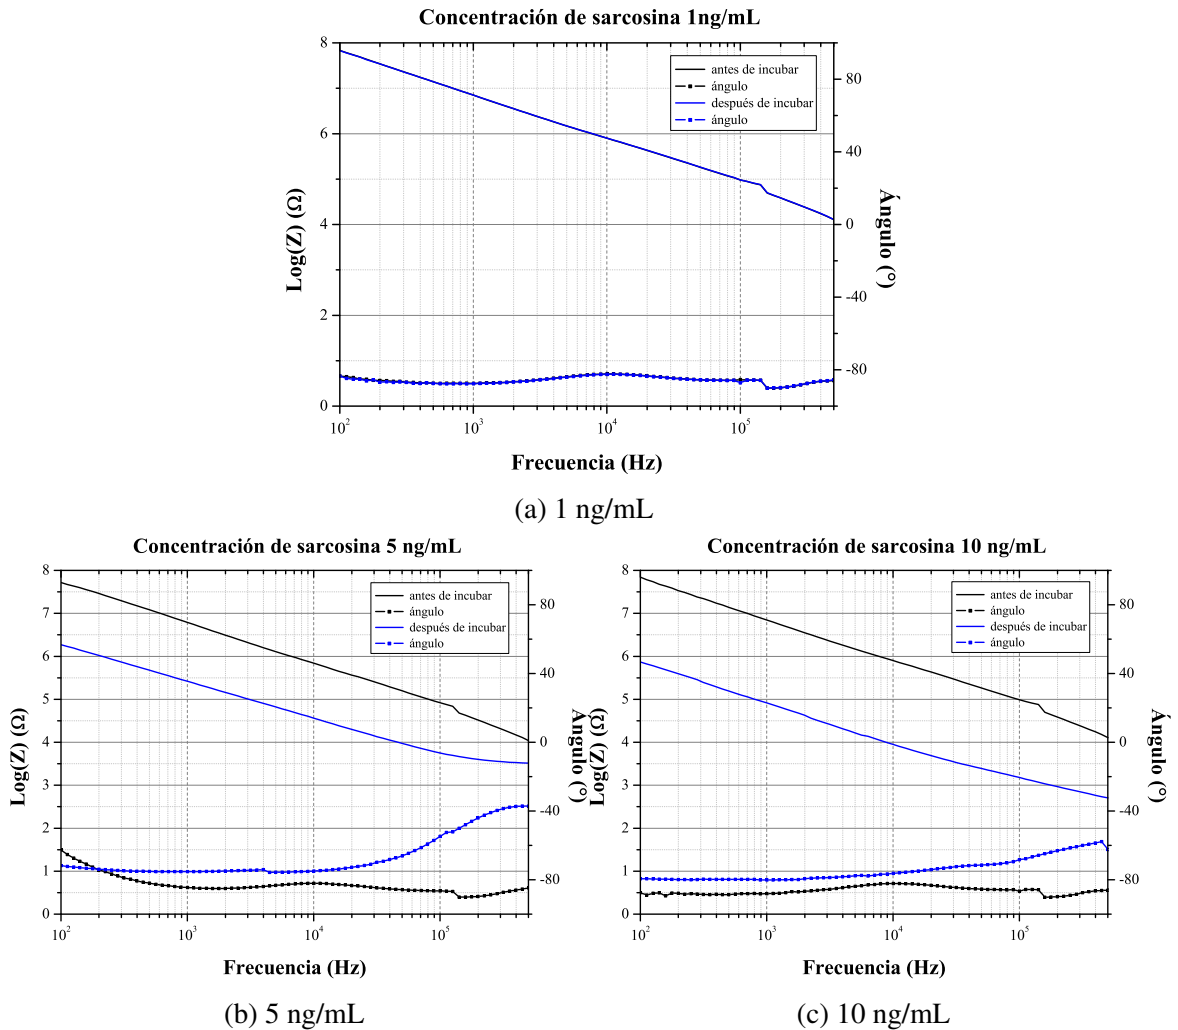 Concentración de sarcosina 1ng/mL
8
6
4
2
0
80
40
0
-40
-80
antes de incubar
ángulo
después de incubar
ángulo
Log(Z) (Ω)
Ángulo (°)
10² 10³ 10⁴ 10⁵
Frecuencia (Hz)
(a) 1 ng/mL
Concentración de sarcosina 5 ng/mL
8
7
6
5
4
3
2
1
0
80
40
0
-40
-80
antes de incubar
ángulo
después de incubar
ángulo
Log(Z) (Ω)
Ángulo (°)
10² 10³ 10⁴ 10⁵
Frecuencia (Hz)
(b) 5 ng/mL
Concentración de sarcosina 10 ng/mL
8
7
6
5
4
3
2
1
0
80
40
0
-40
-80
antes de incubar
ángulo
después de incubar
ángulo
Log(Z) (Ω)
Ángulo (°)
10² 10³ 10⁴ 10⁵
Frecuencia (Hz)
(c) 10 ng/mL